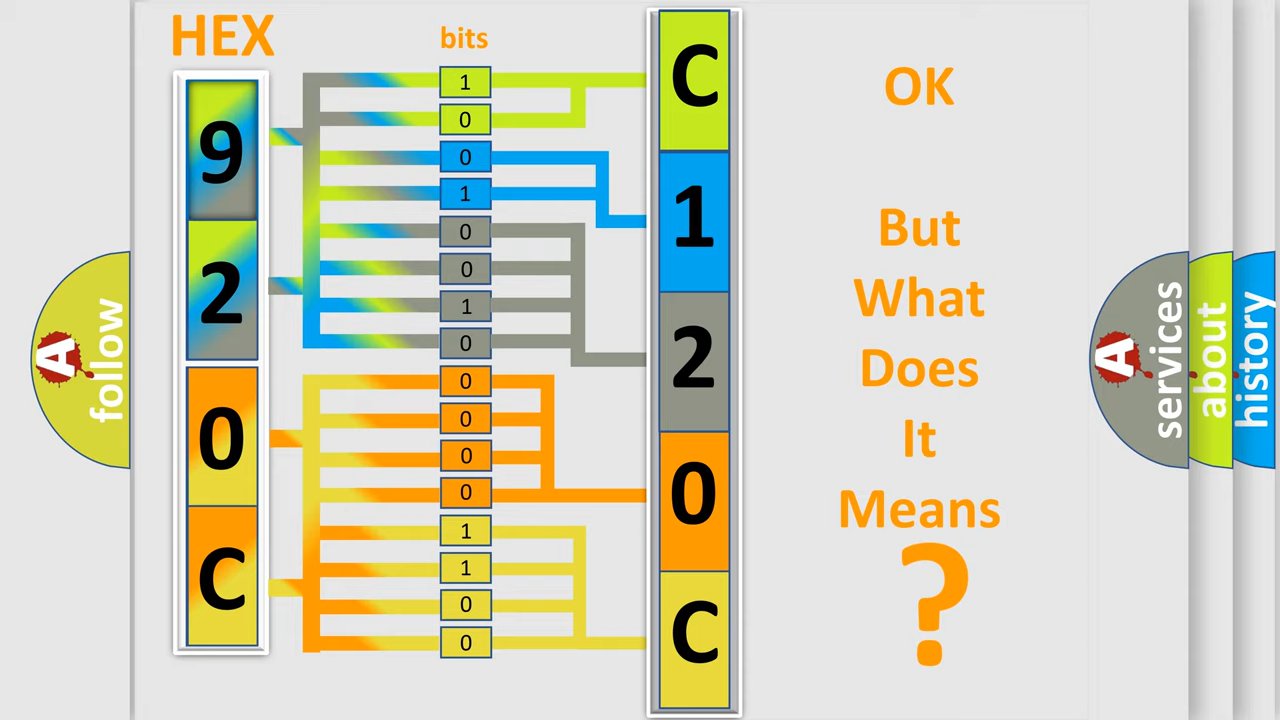 HEX
bits
9
2
0
C
1
0
0
1
0
0
1
0
0
0
0
0
1
1
0
0
C
1
2
0
C
OK
But
What
Does
It
Means
?
A
follow
A
services
about
history